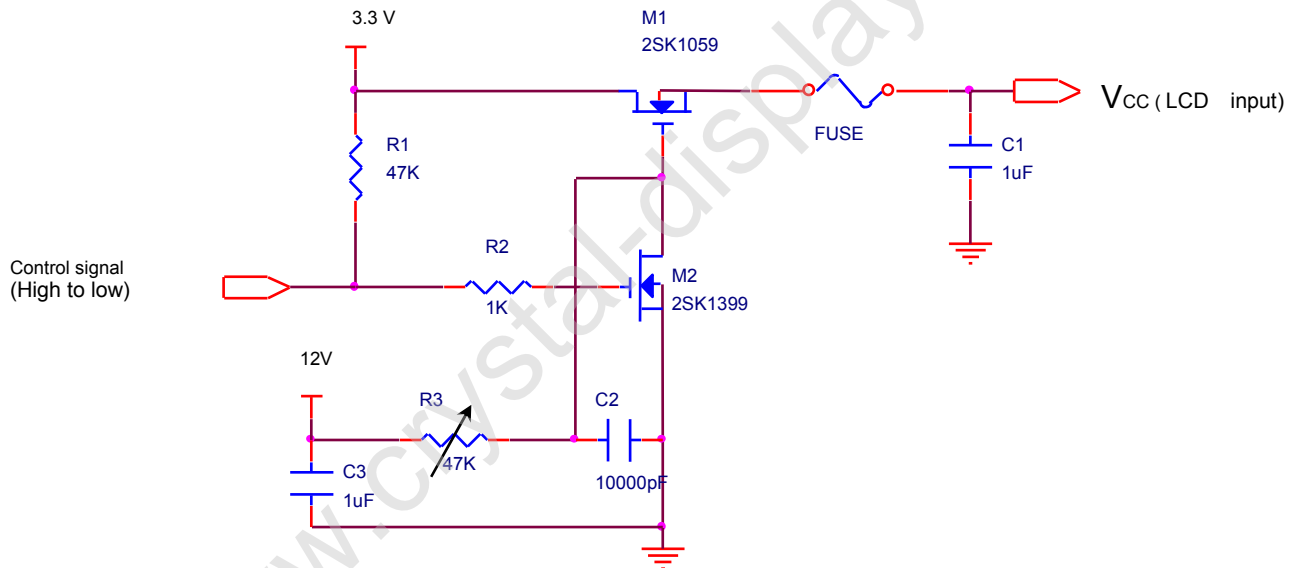 3.3 V
M1
2SK1059
R1
47K
FUSE
VCC ( LCD input)
C1
1uF
Control signal
(High to low)
R2
1K
M2
2SK1399
12V
R3
47K
C2
10000pF
C3
1uF
w.crystal-display